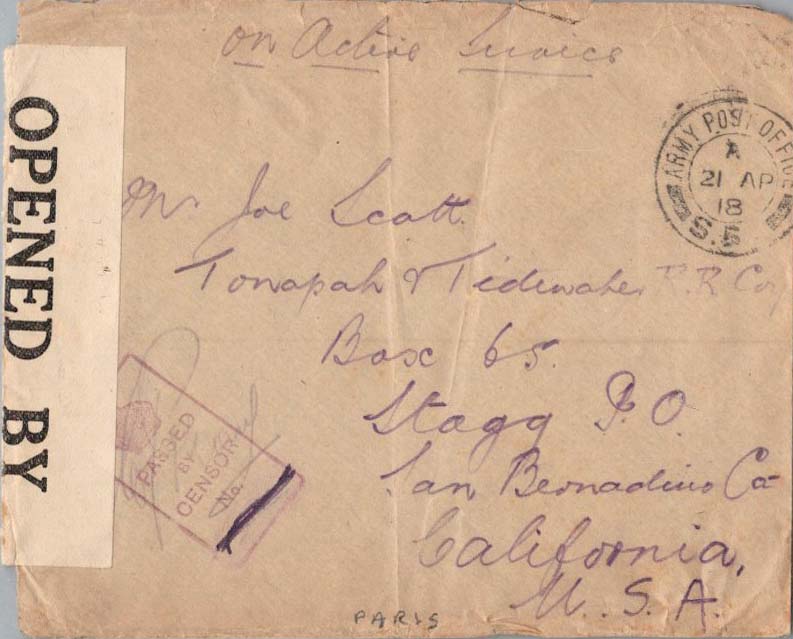 On Active Service
OPENED BY
ARMY POST OFFICE
A
21 AP
18
S.5
Mr. Joe Scott.
Tonapah & Tidewater R.R Coy
Box 65.
Stagg P.O.
San Bernadino Co
California,
U.S.A.
PASSED
BY
CENSOR
No.
PARIS